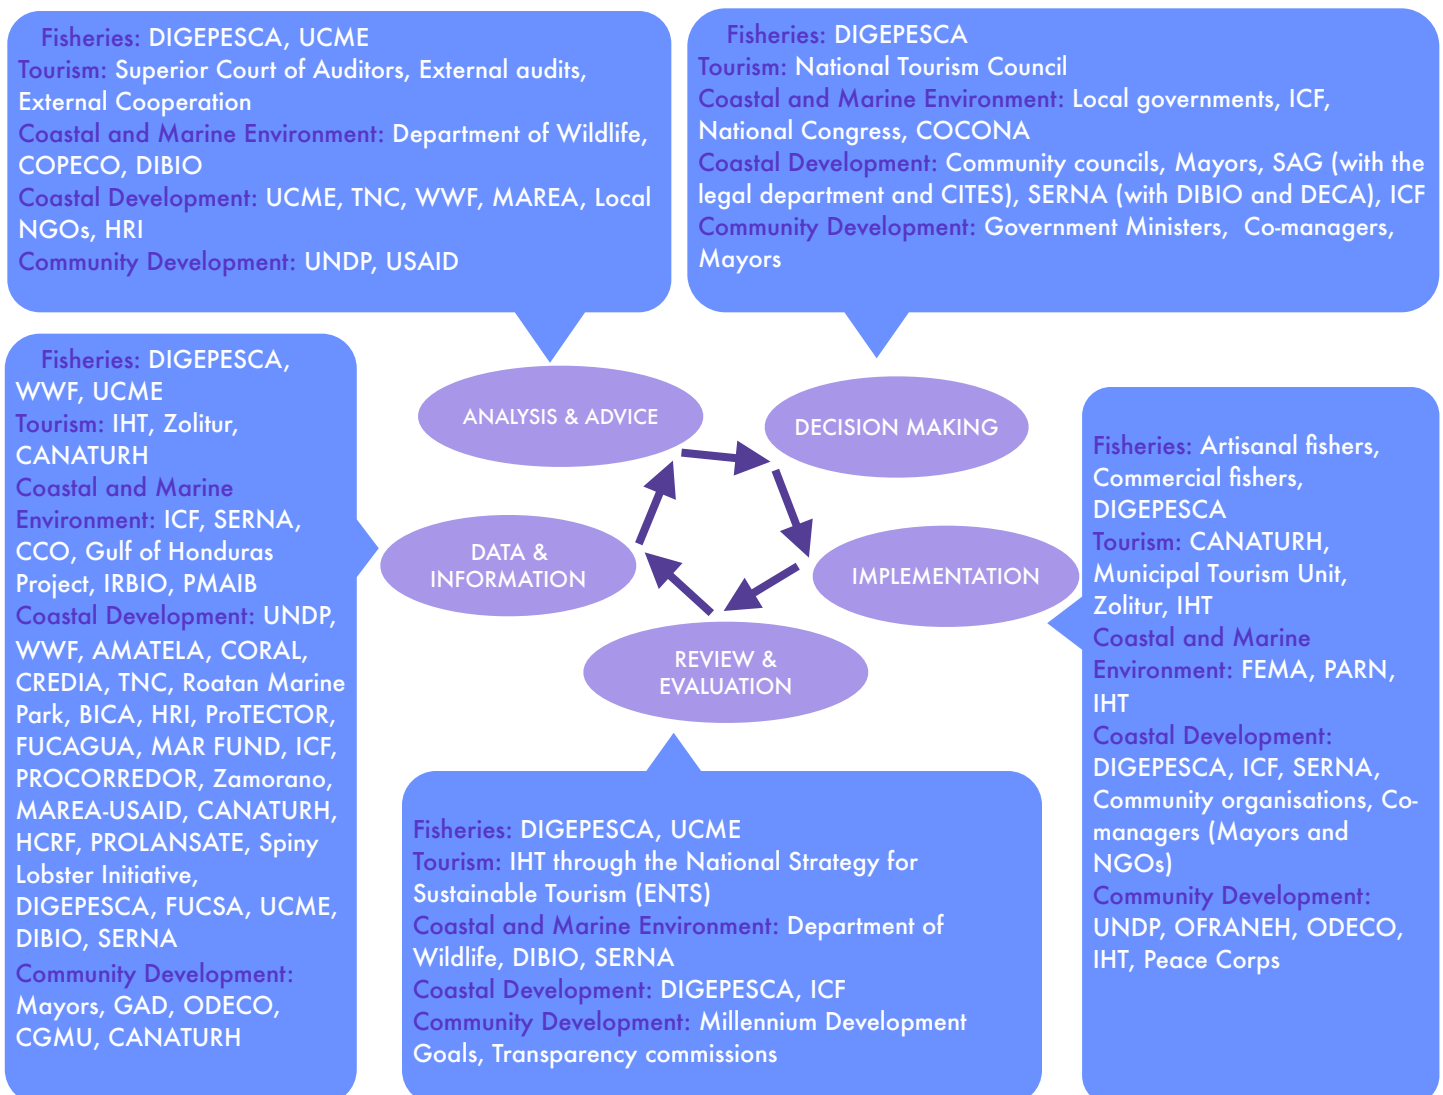 Fisheries: DIGEPESCA, UCME
Tourism: Superior Court of Auditors, External audits,
External Cooperation
Coastal and Marine Environment: Department of Wildlife,
COPECO, DIBIO
Coastal Development: UCME, TNC, WWF, MAREA, Local
NGOs, HRI
Community Development: UNDP, USAID
Fisheries: DIGEPESCA
Tourism: National Tourism Council
Coastal and Marine Environment: Local governments, ICF,
National Congress, COCONA
Coastal Development: Community councils, Mayors, SAG (with the
legal department and CITES), SERNA (with DIBIO and DECA), ICF
Community Development: Government Ministers, Co-managers,
Mayors
Fisheries: DIGEPESCA,
WWF, UCME
Tourism: IHT, Zolitur,
CANATURH
Coastal and Marine
Environment: ICF, SERNA,
CCO, Gulf of Honduras
Project, IRBIO, PMAIB
Coastal Development: UNDP,
WWF, AMATELA, CORAL,
CREDIA, TNC, Roatan Marine
Park, BICA, HRI, ProTECTOR,
FUCAGUA, MAR FUND, ICF,
PROCORREDOR, Zamorano,
MAREA-USAID, CANATURH,
HCRF, PROLANSATE, Spiny
Lobster Initiative,
DIGEPESCA, FUCSA, UCME,
DIBIO, SERNA
Community Development:
Mayors, GAD, ODECO,
CGMU, CANATURH
ANALYSIS & ADVICE
DECISION MAKING
DATA &
INFORMATION
IMPLEMENTATION
REVIEW &
EVALUATION
Fisheries: Artisanal fishers,
Commercial fishers,
DIGEPESCA
Tourism: CANATURH,
Municipal Tourism Unit,
Zolitur, IHT
Coastal and Marine
Environment: FEMA, PARN,
IHT
Coastal Development:
DIGEPESCA, ICF, SERNA,
Community organisations, Co-
managers (Mayors and
NGOs)
Community Development:
UNDP, OFRANEH, ODECO,
IHT, Peace Corps
Fisheries: DIGEPESCA, UCME
Tourism: IHT through the National Strategy for
Sustainable Tourism (ENTS)
Coastal and Marine Environment: Department of
Wildlife, DIBIO, SERNA
Coastal Development: DIGEPESCA, ICF
Community Development: Millennium Development
Goals, Transparency commissions